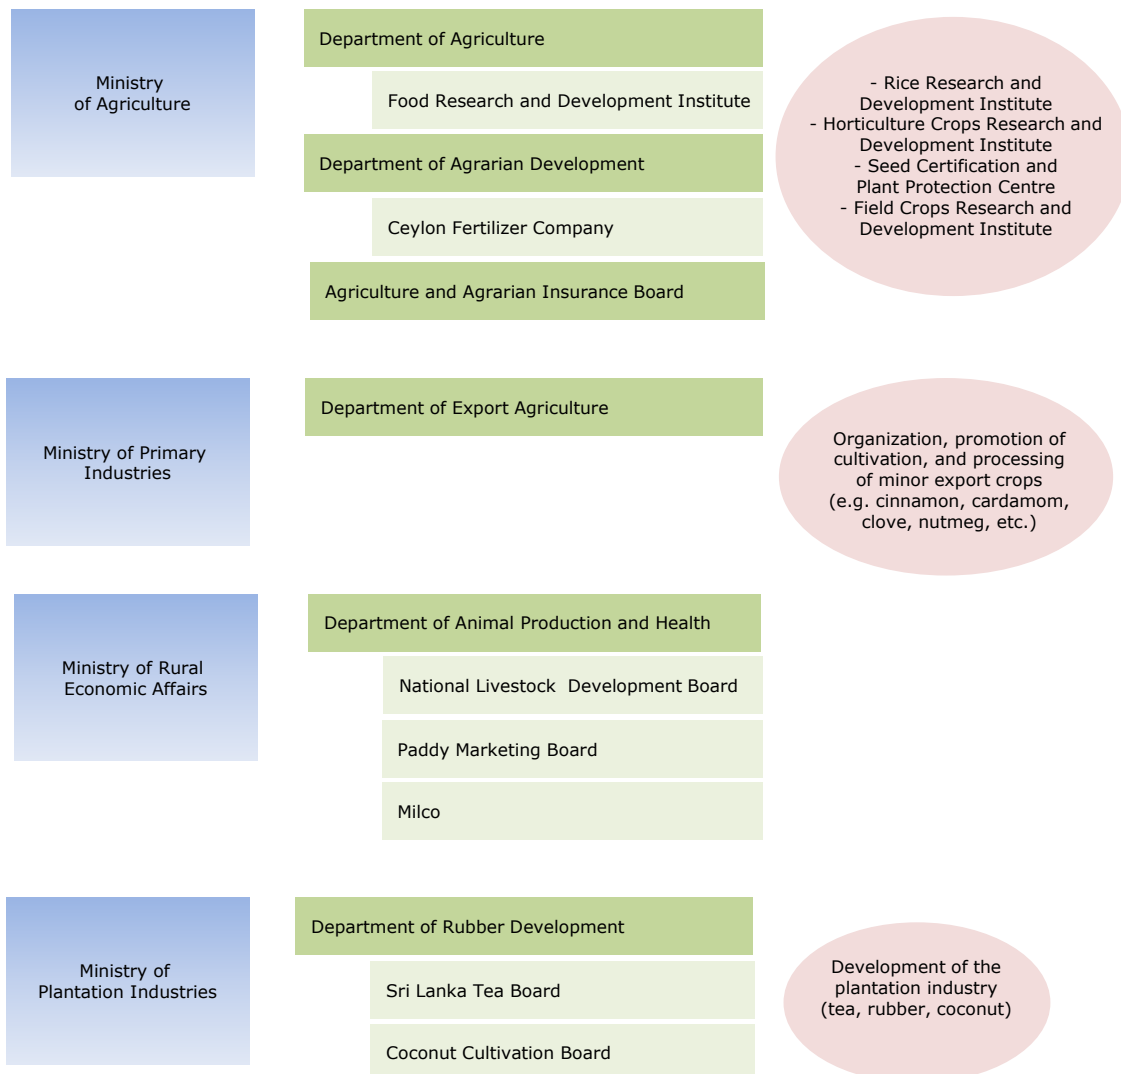 Ministry
of Agriculture
Department of Agriculture
Food Research and Development Institute
Department of Agrarian Development
Ceylon Fertilizer Company
Agriculture and Agrarian Insurance Board
- Rice Research and
Development Institute
- Horticulture Crops Research and
Development Institute
- Seed Certification and
Plant Protection Centre
- Field Crops Research and
Development Institute
Ministry of Primary
Industries
Department of Export Agriculture
Organization, promotion of
cultivation, and processing
of minor export crops
(e.g. cinnamon, cardamom,
clove, nutmeg, etc.)
Ministry of Rural
Economic Affairs
Department of Animal Production and Health
National Livestock  Development Board
Paddy Marketing Board
Milco
Ministry of
Plantation Industries
Department of Rubber Development
Sri Lanka Tea Board
Coconut Cultivation Board
Development of the
plantation industry
(tea, rubber, coconut)